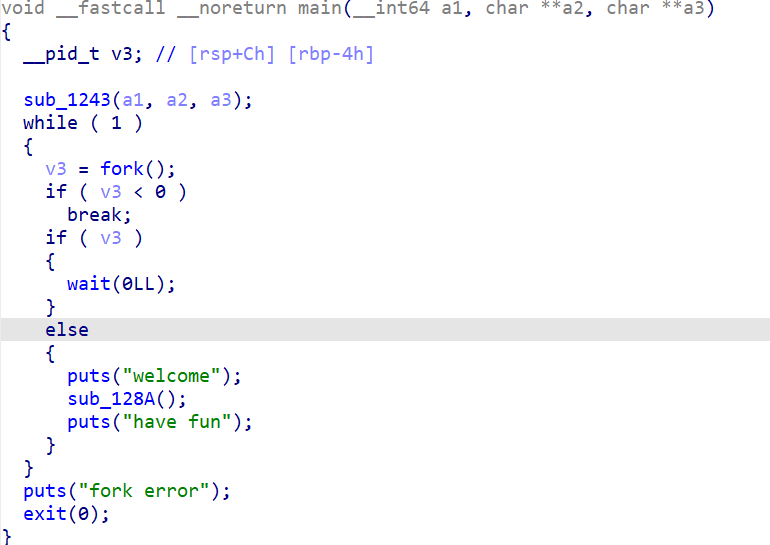 void __fastcall __noreturn main(__int64 a1, char **a2, char **a3)
{
  __pid_t v3; // [rsp+Ch] [rbp-4h]
  sub_1243(a1, a2, a3);
  while ( 1 )
  {
    v3 = fork();
    if ( v3 < 0 )
      break;
    if ( v3 )
    {
      wait(0LL);
    }
    else
    {
      puts("welcome");
      sub_128A();
      puts("have fun");
    }
  }
  puts("fork error");
  exit(0);
}